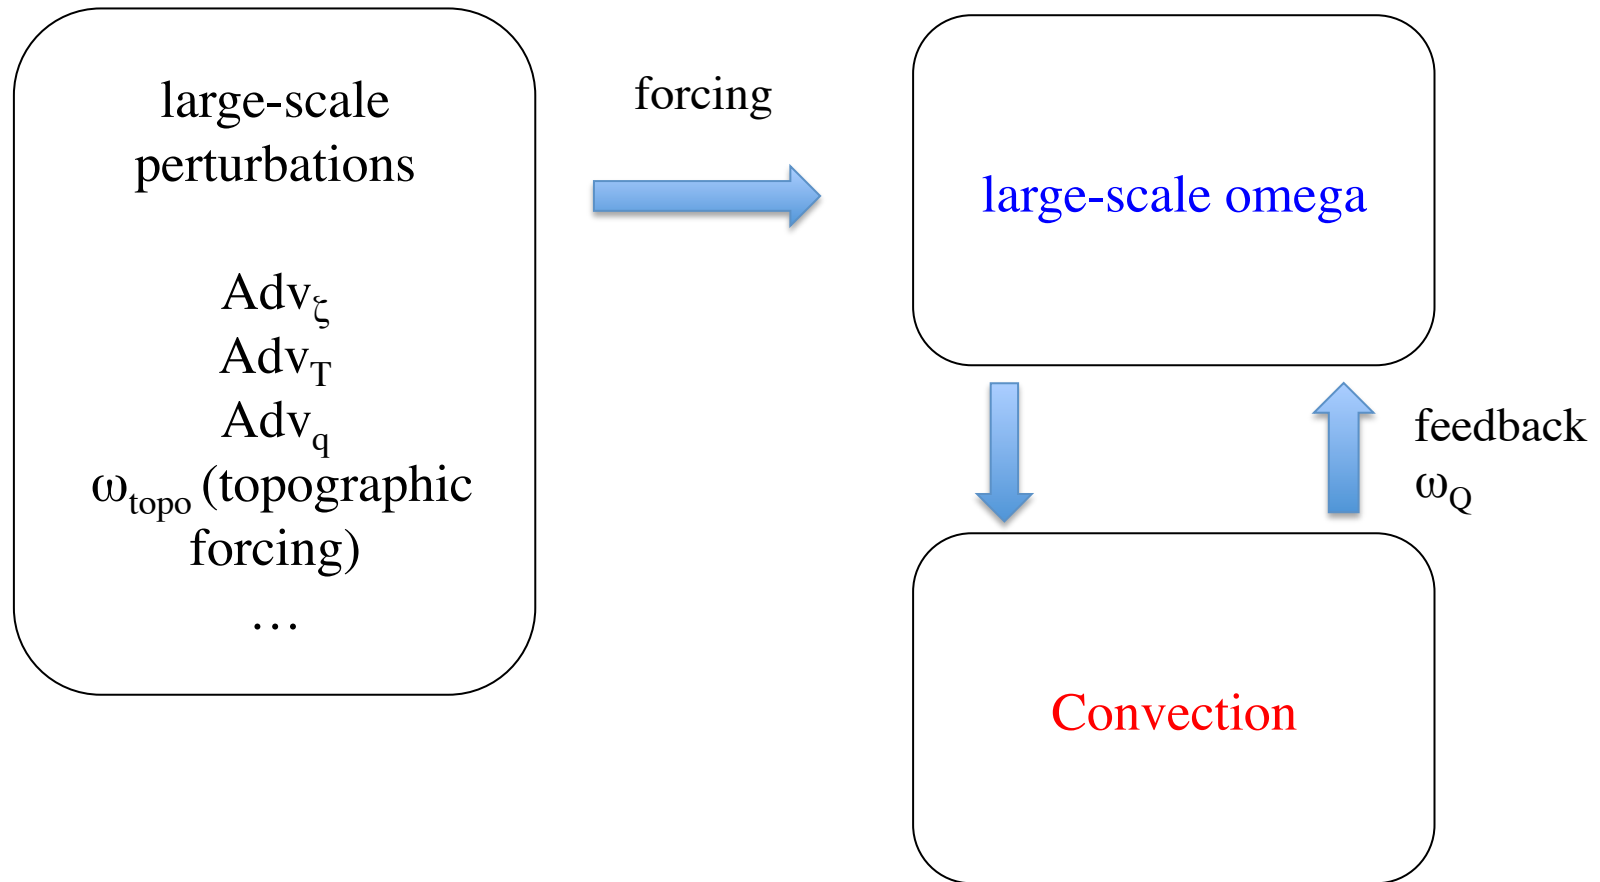 large-scale
perturbations
Adv_ζ
Adv_T
Adv_q
ω_topo (topographic
forcing)
…
forcing
large-scale omega
feedback
ω_Q
Convection